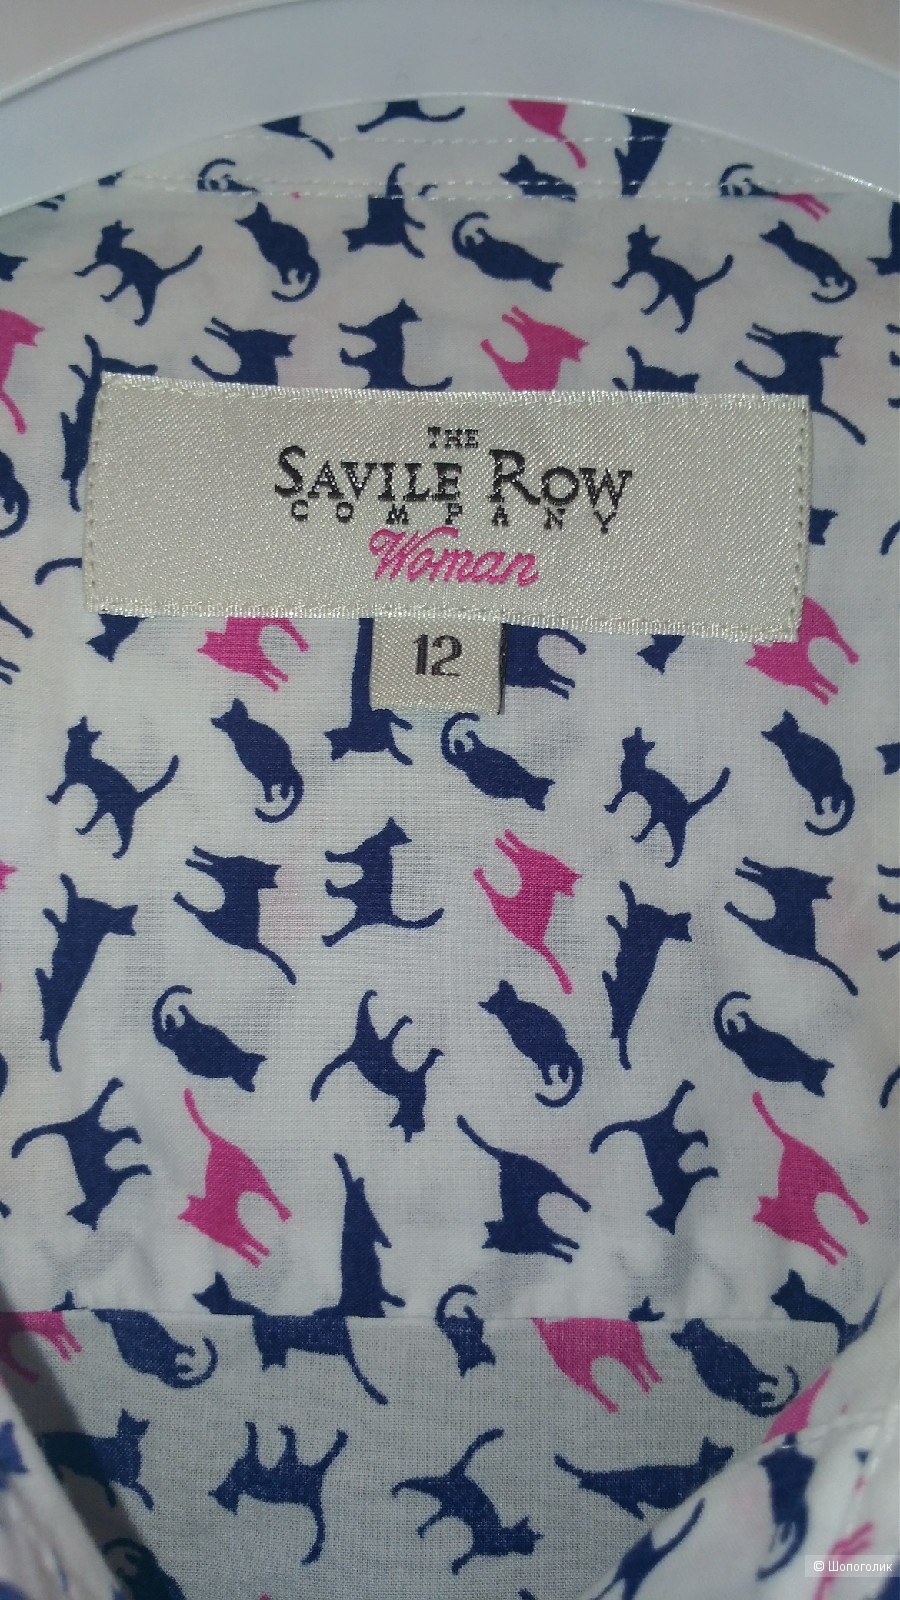 THE
SAVILE ROW
COMPANY
Woman
12
© Шопоголик